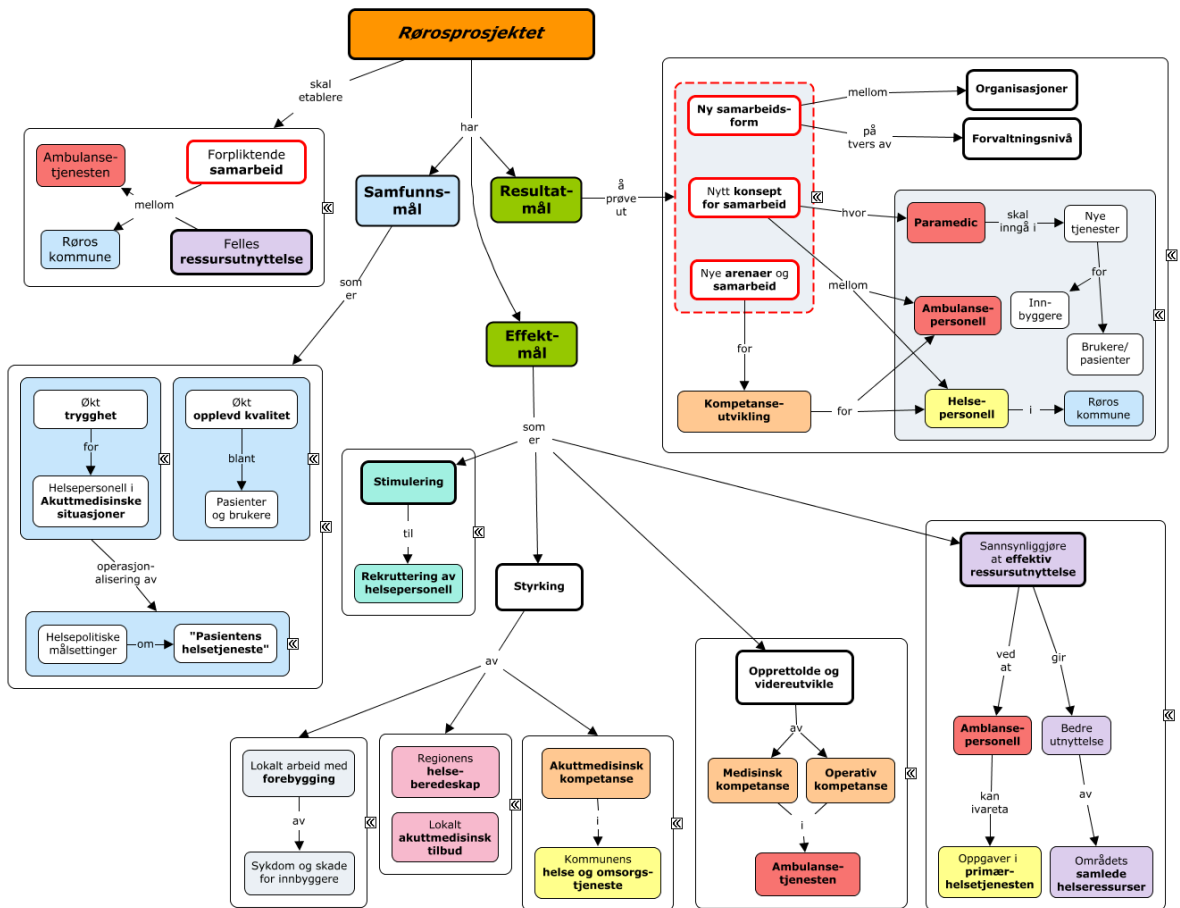 Rørosprosjektet
skal
etablere
har
Ambulanse-
tjenesten
Forpliktende
samarbeid
mellom
Røros
kommune
Felles
ressursutnyttelse
Samfunns-
mål
Resultat-
mål
å
prøve
ut
Ny samarbeids-
form
mellom
Organisasjoner
på
tvers av
Forvaltningsnivå
Nytt konsept
for samarbeid
hvor
Paramedic
skal
inngå i
Nye
tjenester
for
Inn-
byggere
Brukere/
pasienter
Nye arenaer og
samarbeid
mellom
Ambulanse-
personell
for
Kompetanse-
utvikling
for
Helse-
personell
i
Røros
kommune
som
er
Effekt-
mål
Økt
trygghet
for
Helsepersonell i
Akuttmedisinske
situasjoner
Økt
opplevd kvalitet
blant
Pasienter
og brukere
operasjon-
alisering av
Helsepolitiske
målsettinger
om
"Pasientens
helsetjeneste"
som
er
Stimulering
til
Rekruttering av
helsepersonell
Styrking
av
Lokalt arbeid med
forebygging
av
Sykdom og skade
for innbyggere
Regionens
helse-
beredeskap
Lokalt
akuttmedisinsk
tilbud
Akuttmedisinsk
kompetanse
i
Kommunens
helse og omsorgs-
tjeneste
Opprettolde og
videreutvikle
av
Medisinsk
kompetanse
Operativ
kompetanse
i
Ambulanse-
tjenesten
Sannsynliggjøre
at effektiv
ressursutnyttelse
ved
at
gir
Amblanse-
personell
Bedre
utnyttelse
kan
ivareta
av
Oppgaver i
primær-
helsetjenesten
Områdets
samlede
helseressurser